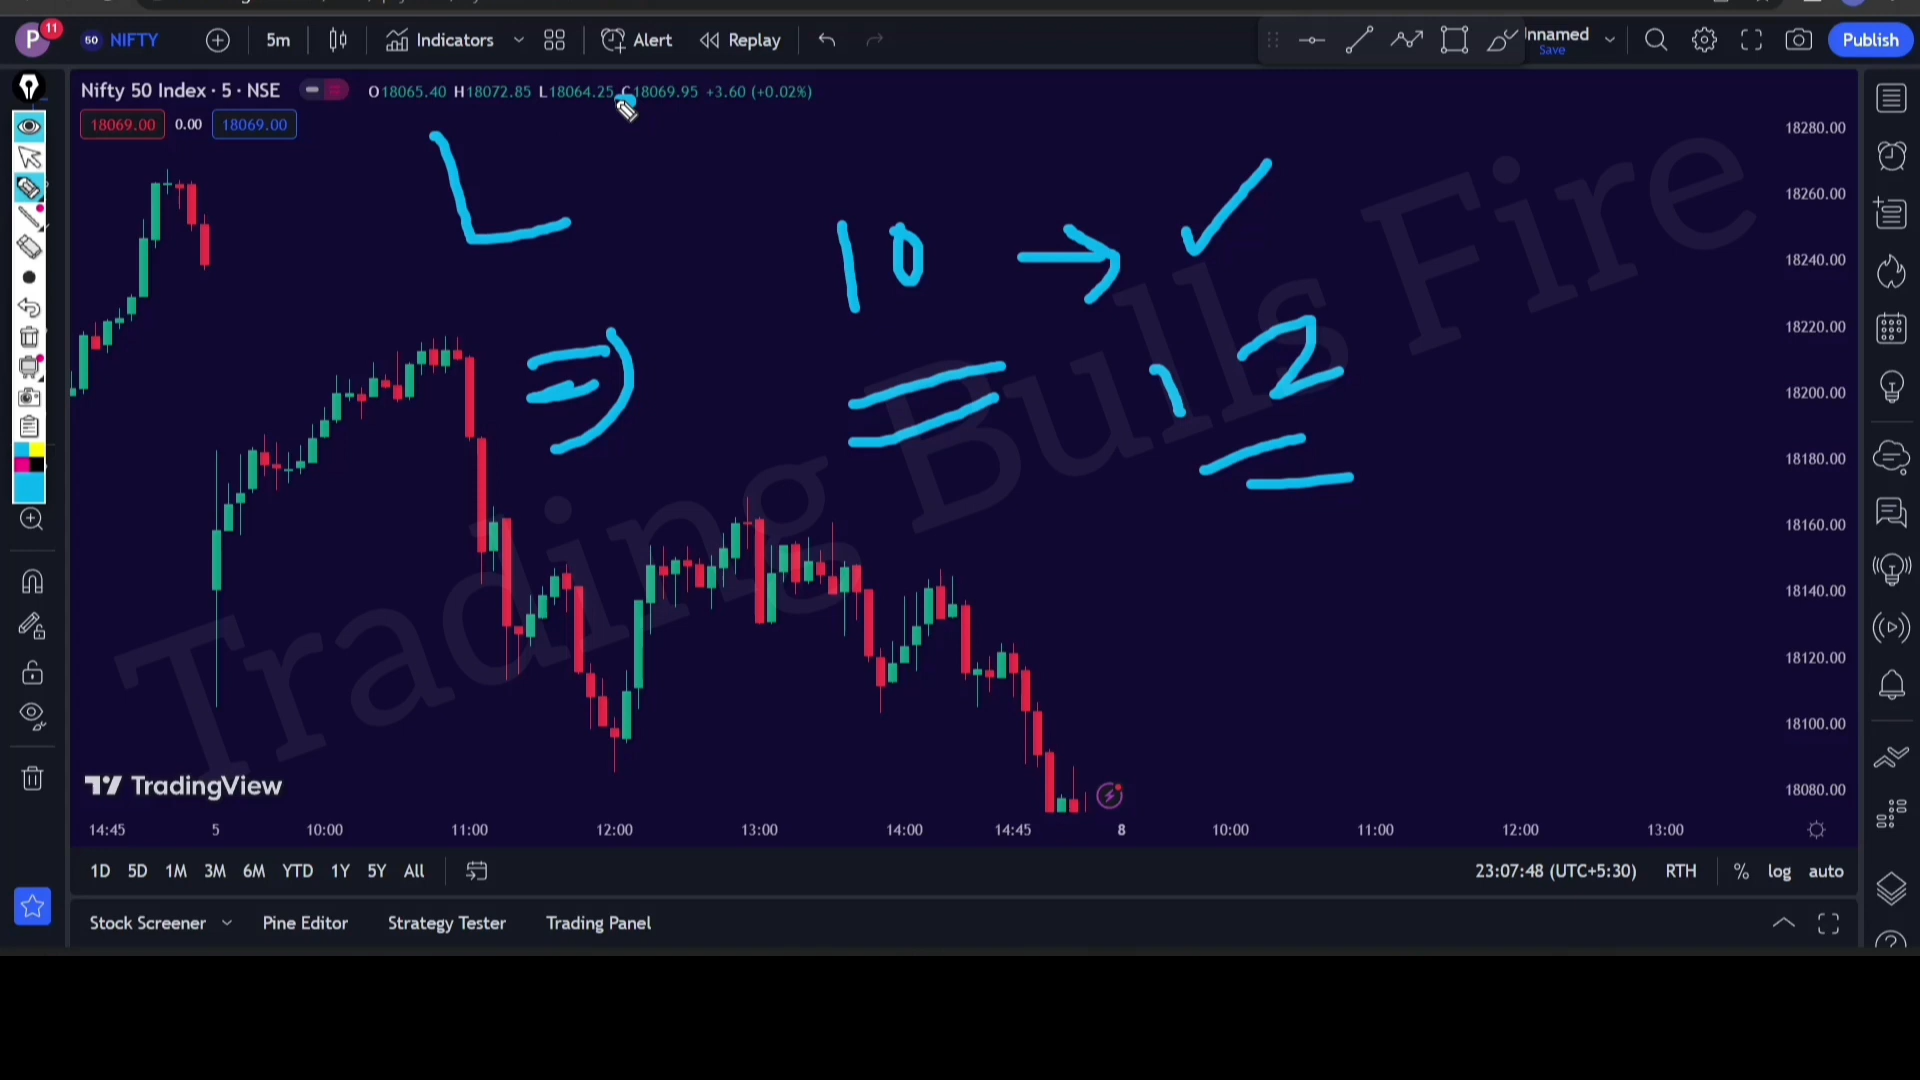 P 11 50 NIFTY 5m Indicators Alert Replay Unnamed Save Publish
Nifty 50 Index · 5 · NSE O18065.40 H18072.85 L18064.25 C18069.95 +3.60 (+0.02%)
18069.00 0.00 18069.00
10 → ✓
1, 2
Trading Bulls Fire
18280.00
18260.00
18240.00
18220.00
18200.00
18180.00
18160.00
18140.00
18120.00
18100.00
18080.00
TradingView
14:45 5 10:00 11:00 12:00 13:00 14:00 14:45 8 10:00 11:00 12:00 13:00
1D 5D 1M 3M 6M YTD 1Y 5Y All 23:07:48 (UTC+5:30) RTH % log auto
Stock Screener Pine Editor Strategy Tester Trading Panel